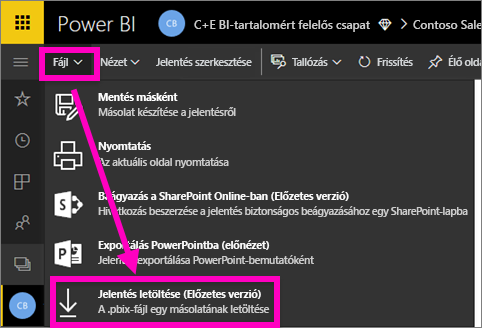 Power BI
CB
C+E BI-tartalomért felelős csapat
Contoso Sale
Fájl
Nézet
Jelentés szerkesztése
Tallózás
Frissítés
Élő olda
Mentés másként
Másolat készítése a jelentésről
Nyomtatás
Az aktuális oldal nyomtatása
Beágyazás a SharePoint Online-ban (Előzetes verzió)
Hivatkozás beszerzése a jelentés biztonságos beágyazásához egy SharePoint-lapba
Exportálás PowerPointba (előnézet)
Jelentés exportálása PowerPoint-bemutatóként
Jelentés letöltése (Előzetes verzió)
A .pbix-fájl egy másolatának letöltése
CB